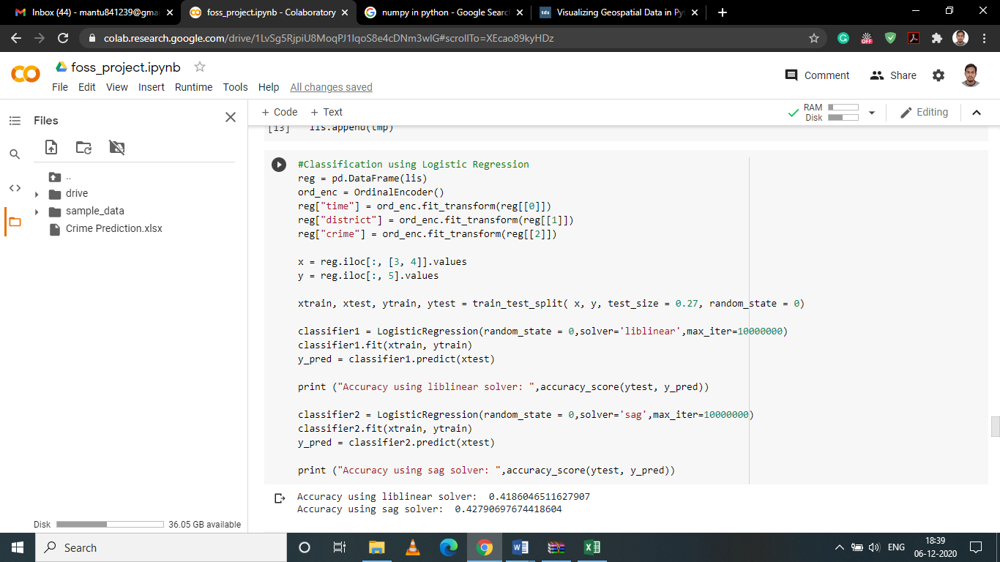 Inbox (44) - mantu841239@gma
foss_project.ipynb - Colaboratory
numpy in python - Google Searc
tds Visualizing Geospatial Data in Pyt
colab.research.google.com/drive/1LvSg5RjpiU8MoqPJ1IqoS8e4cDNm3wlG#scrollTo=XEcao89kyHDz
OFF
foss_project.ipynb
Comment
Share
File Edit View Insert Runtime Tools Help All changes saved
Files
+ Code + Text
RAM
Disk
Editing
[13] lis.append(tmp)
..
drive
sample_data
Crime Prediction.xlsx
#Classification using Logistic Regression
reg = pd.DataFrame(lis)
ord_enc = OrdinalEncoder()
reg["time"] = ord_enc.fit_transform(reg[[0]])
reg["district"] = ord_enc.fit_transform(reg[[1]])
reg["crime"] = ord_enc.fit_transform(reg[[2]])
x = reg.iloc[:, [3, 4]].values
y = reg.iloc[:, 5].values
xtrain, xtest, ytrain, ytest = train_test_split( x, y, test_size = 0.27, random_state = 0)
classifier1 = LogisticRegression(random_state = 0,solver='liblinear',max_iter=10000000)
classifier1.fit(xtrain, ytrain)
y_pred = classifier1.predict(xtest)
print ("Accuracy using liblinear solver: ",accuracy_score(ytest, y_pred))
classifier2 = LogisticRegression(random_state = 0,solver='sag',max_iter=10000000)
classifier2.fit(xtrain, ytrain)
y_pred = classifier2.predict(xtest)
print ("Accuracy using sag solver: ",accuracy_score(ytest, y_pred))
Accuracy using liblinear solver:  0.4186046511627907
Accuracy using sag solver:  0.42790697674418604
Disk 36.05 GB available
Search
ENG
18:39
06-12-2020